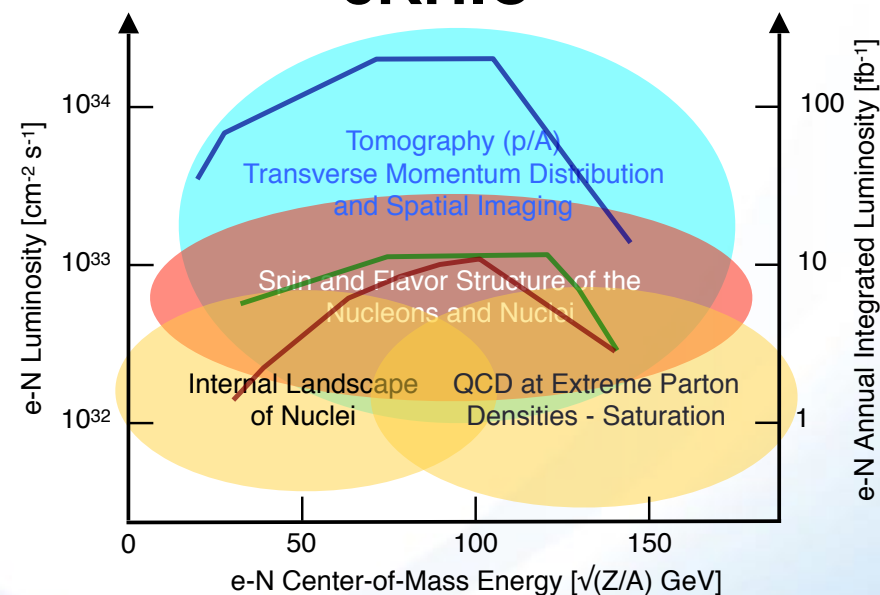 e-N Luminosity [cm-2 s-1]
10³⁴
10³³
10³²
Tomography (p/A)
Transverse Momentum Distribution
and Spatial Imaging
Spin and Flavor Structure of the
Nucleons and Nuclei
Internal Landscape
of Nuclei
QCD at Extreme Parton
Densities - Saturation
100
10
1
e-N Annual Integrated Luminosity [fb-1]
0 50 100 150
e-N Center-of-Mass Energy [√(Z/A) GeV]